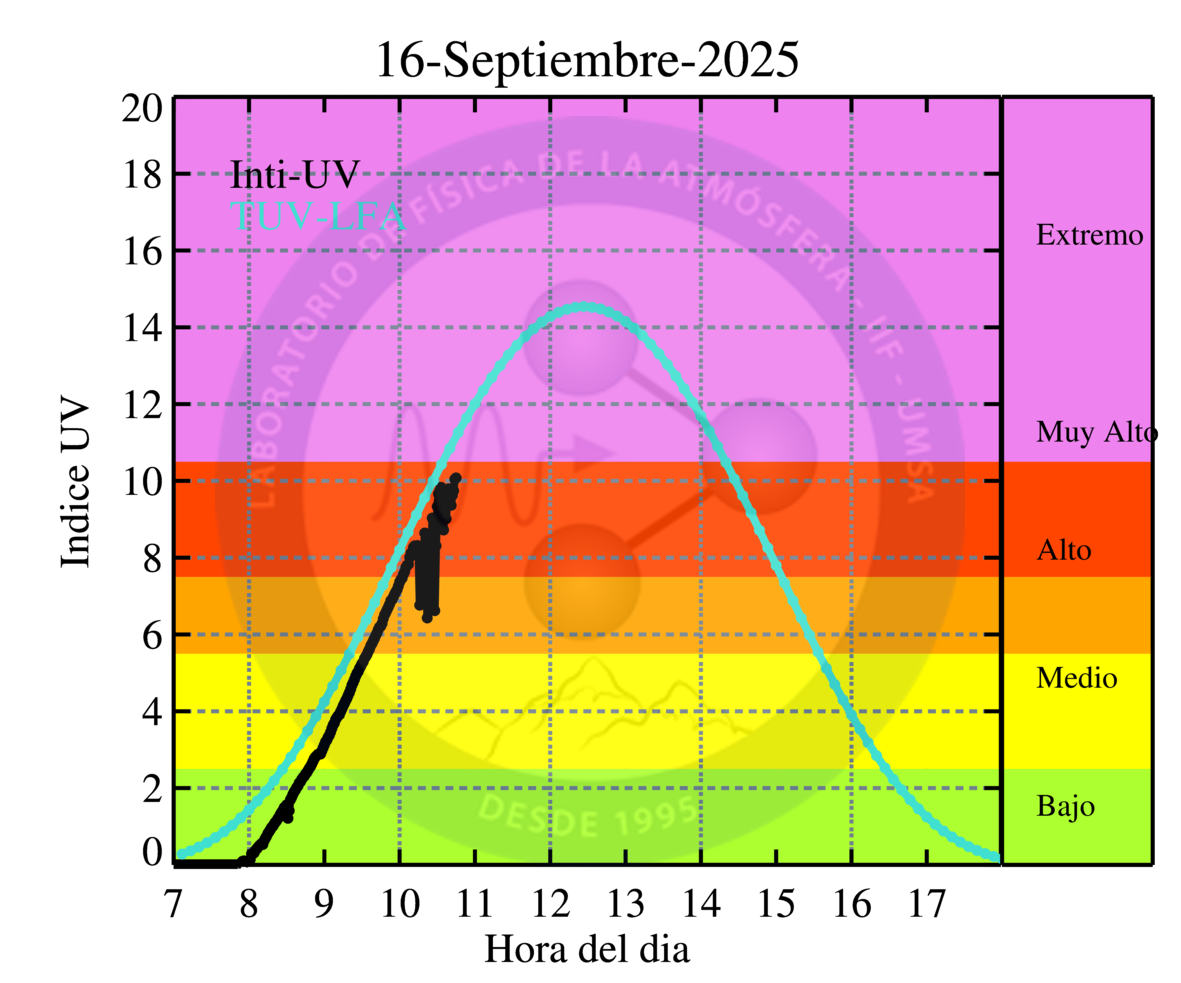 16-Septiembre-2025
Inti-UV
TUV-LFA
LABORATORIO DE FÍSICA DE LA ATMÓSFERA - IIF - UMSA
DESDE 1995
Indice UV
20
18
16
14
12
10
8
6
4
2
0
Extremo
Muy Alto
Alto
Medio
Bajo
7 8 9 10 11 12 13 14 15 16 17
Hora del dia